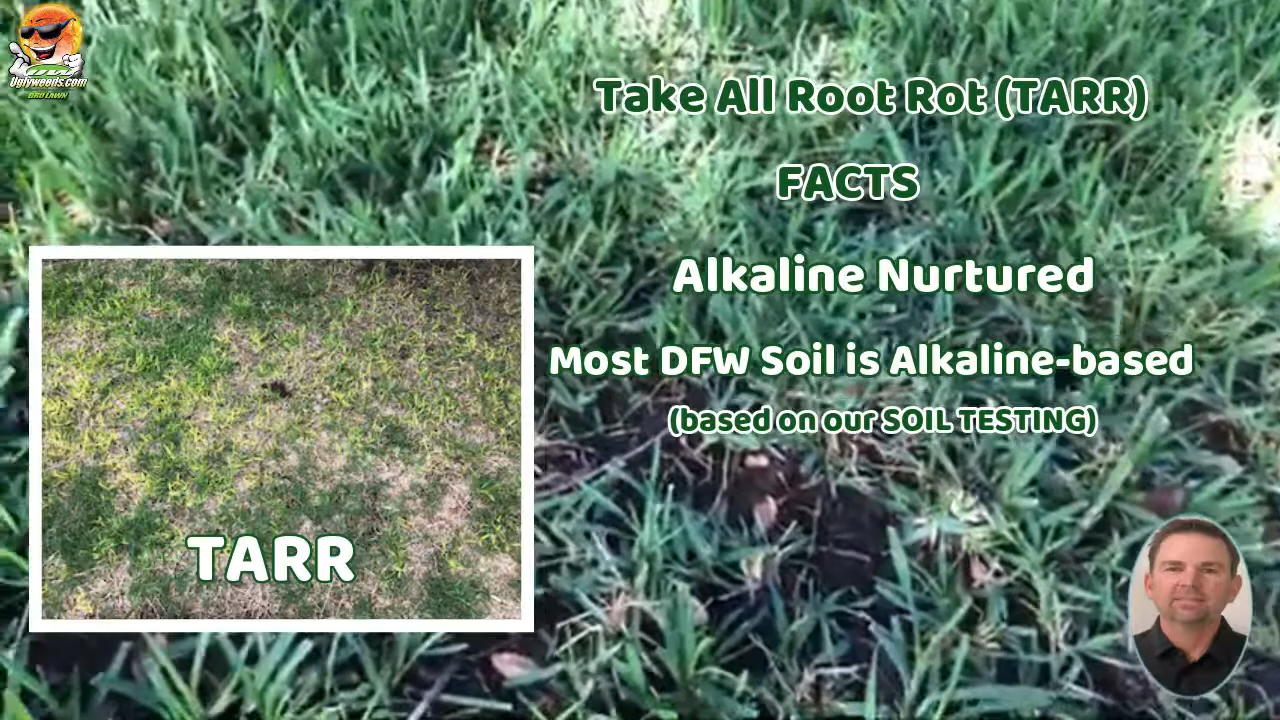 Uglyweeds.com
Take All Root Rot (TARR)
FACTS
Alkaline Nurtured
Most DFW Soil is Alkaline-based
(based on our SOIL TESTING)
TARR